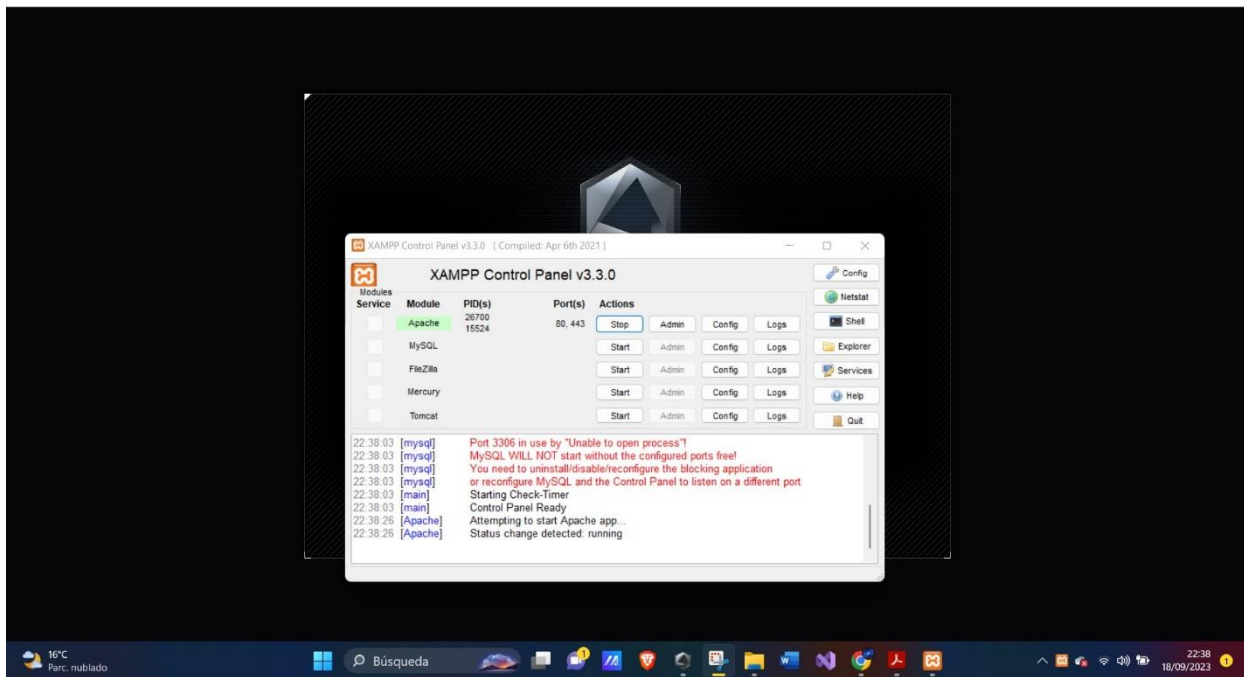 XAMPP Control Panel v3.3.0 [ Compiled: Apr 6th 2021 ]
XAMPP Control Panel v3.3.0
Config
Modules
Service Module PID(s) Port(s) Actions
Netstat
Apache 26700 15524 80, 443 Stop Admin Config Logs
Shell
MySQL Start Admin Config Logs
Explorer
FileZilla Start Admin Config Logs
Services
Mercury Start Admin Config Logs
Help
Tomcat Start Admin Config Logs
Quit
22:38:03 [mysql] Port 3306 in use by "Unable to open process"!
22:38:03 [mysql] MySQL WILL NOT start without the configured ports free!
22:38:03 [mysql] You need to uninstall/disable/reconfigure the blocking application
22:38:03 [mysql] or reconfigure MySQL and the Control Panel to listen on a different port
22:38:03 [main] Starting Check-Timer
22:38:03 [main] Control Panel Ready
22:38:26 [Apache] Attempting to start Apache app...
22:38:26 [Apache] Status change detected: running
16°C
Parc. nublado
Búsqueda
1
22:38
18/09/2023
1